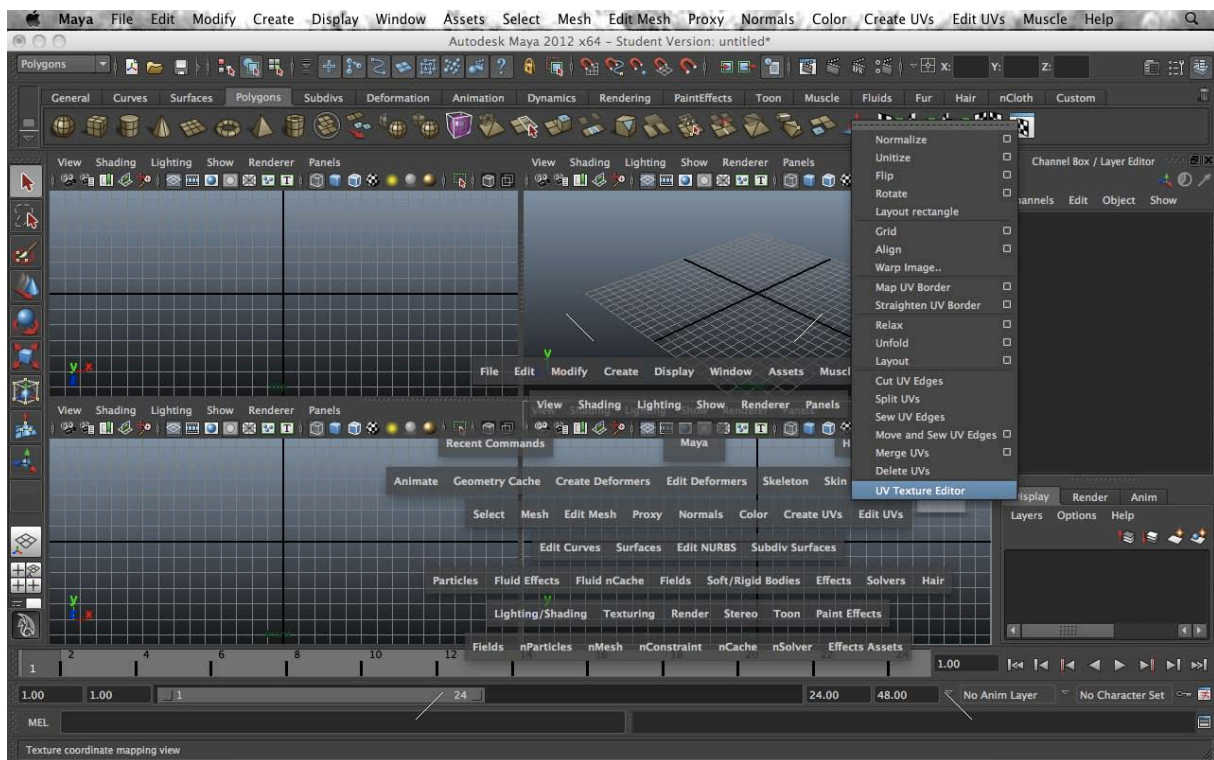 Maya File Edit Modify Create Display Window Assets Select Mesh Edit Mesh Proxy Normals Color Create UVs Edit UVs Muscle Help
Autodesk Maya 2012 x64 – Student Version: untitled*
Polygons X: Y: Z:
General Curves Surfaces Polygons Subdivs Deformation Animation Dynamics Rendering PaintEffects Toon Muscle Fluids Fur Hair nCloth Custom
View Shading Lighting Show Renderer Panels
View Shading Lighting Show Renderer Panels
Channel Box / Layer Editor
Edit Object Show
Normalize
Unitize
Flip
Rotate
Layout rectangle
Grid
Align
Warp Image..
Map UV Border
Straighten UV Border
Relax
Unfold
Layout
Cut UV Edges
Split UVs
Sew UV Edges
Move and Sew UV Edges
Merge UVs
Delete UVs
UV Texture Editor
y x
y
File Edit Modify Create Display Window Assets
View Shading Lighting Show Renderer Panels
View Shading Lighting Show Renderer Panels
Recent Commands Maya H
Animate Geometry Cache Create Deformers Edit Deformers Skeleton Skin
Select Mesh Edit Mesh Proxy Normals Color Create UVs Edit UVs
Edit Curves Surfaces Edit NURBS Subdiv Surfaces
Particles Fluid Effects Fluid nCache Fields Soft/Rigid Bodies Effects Solvers Hair
Lighting/Shading Texturing Render Stereo Toon Paint Effects
Fields nParticles nMesh nConstraint nCache nSolver Effects Assets
Render Anim
Layers Options Help
y x
y
1 2 4 6 8 10 12 1.00
1.00 1.00 1 24 24.00 48.00 No Anim Layer No Character Set
MEL
Texture coordinate mapping view